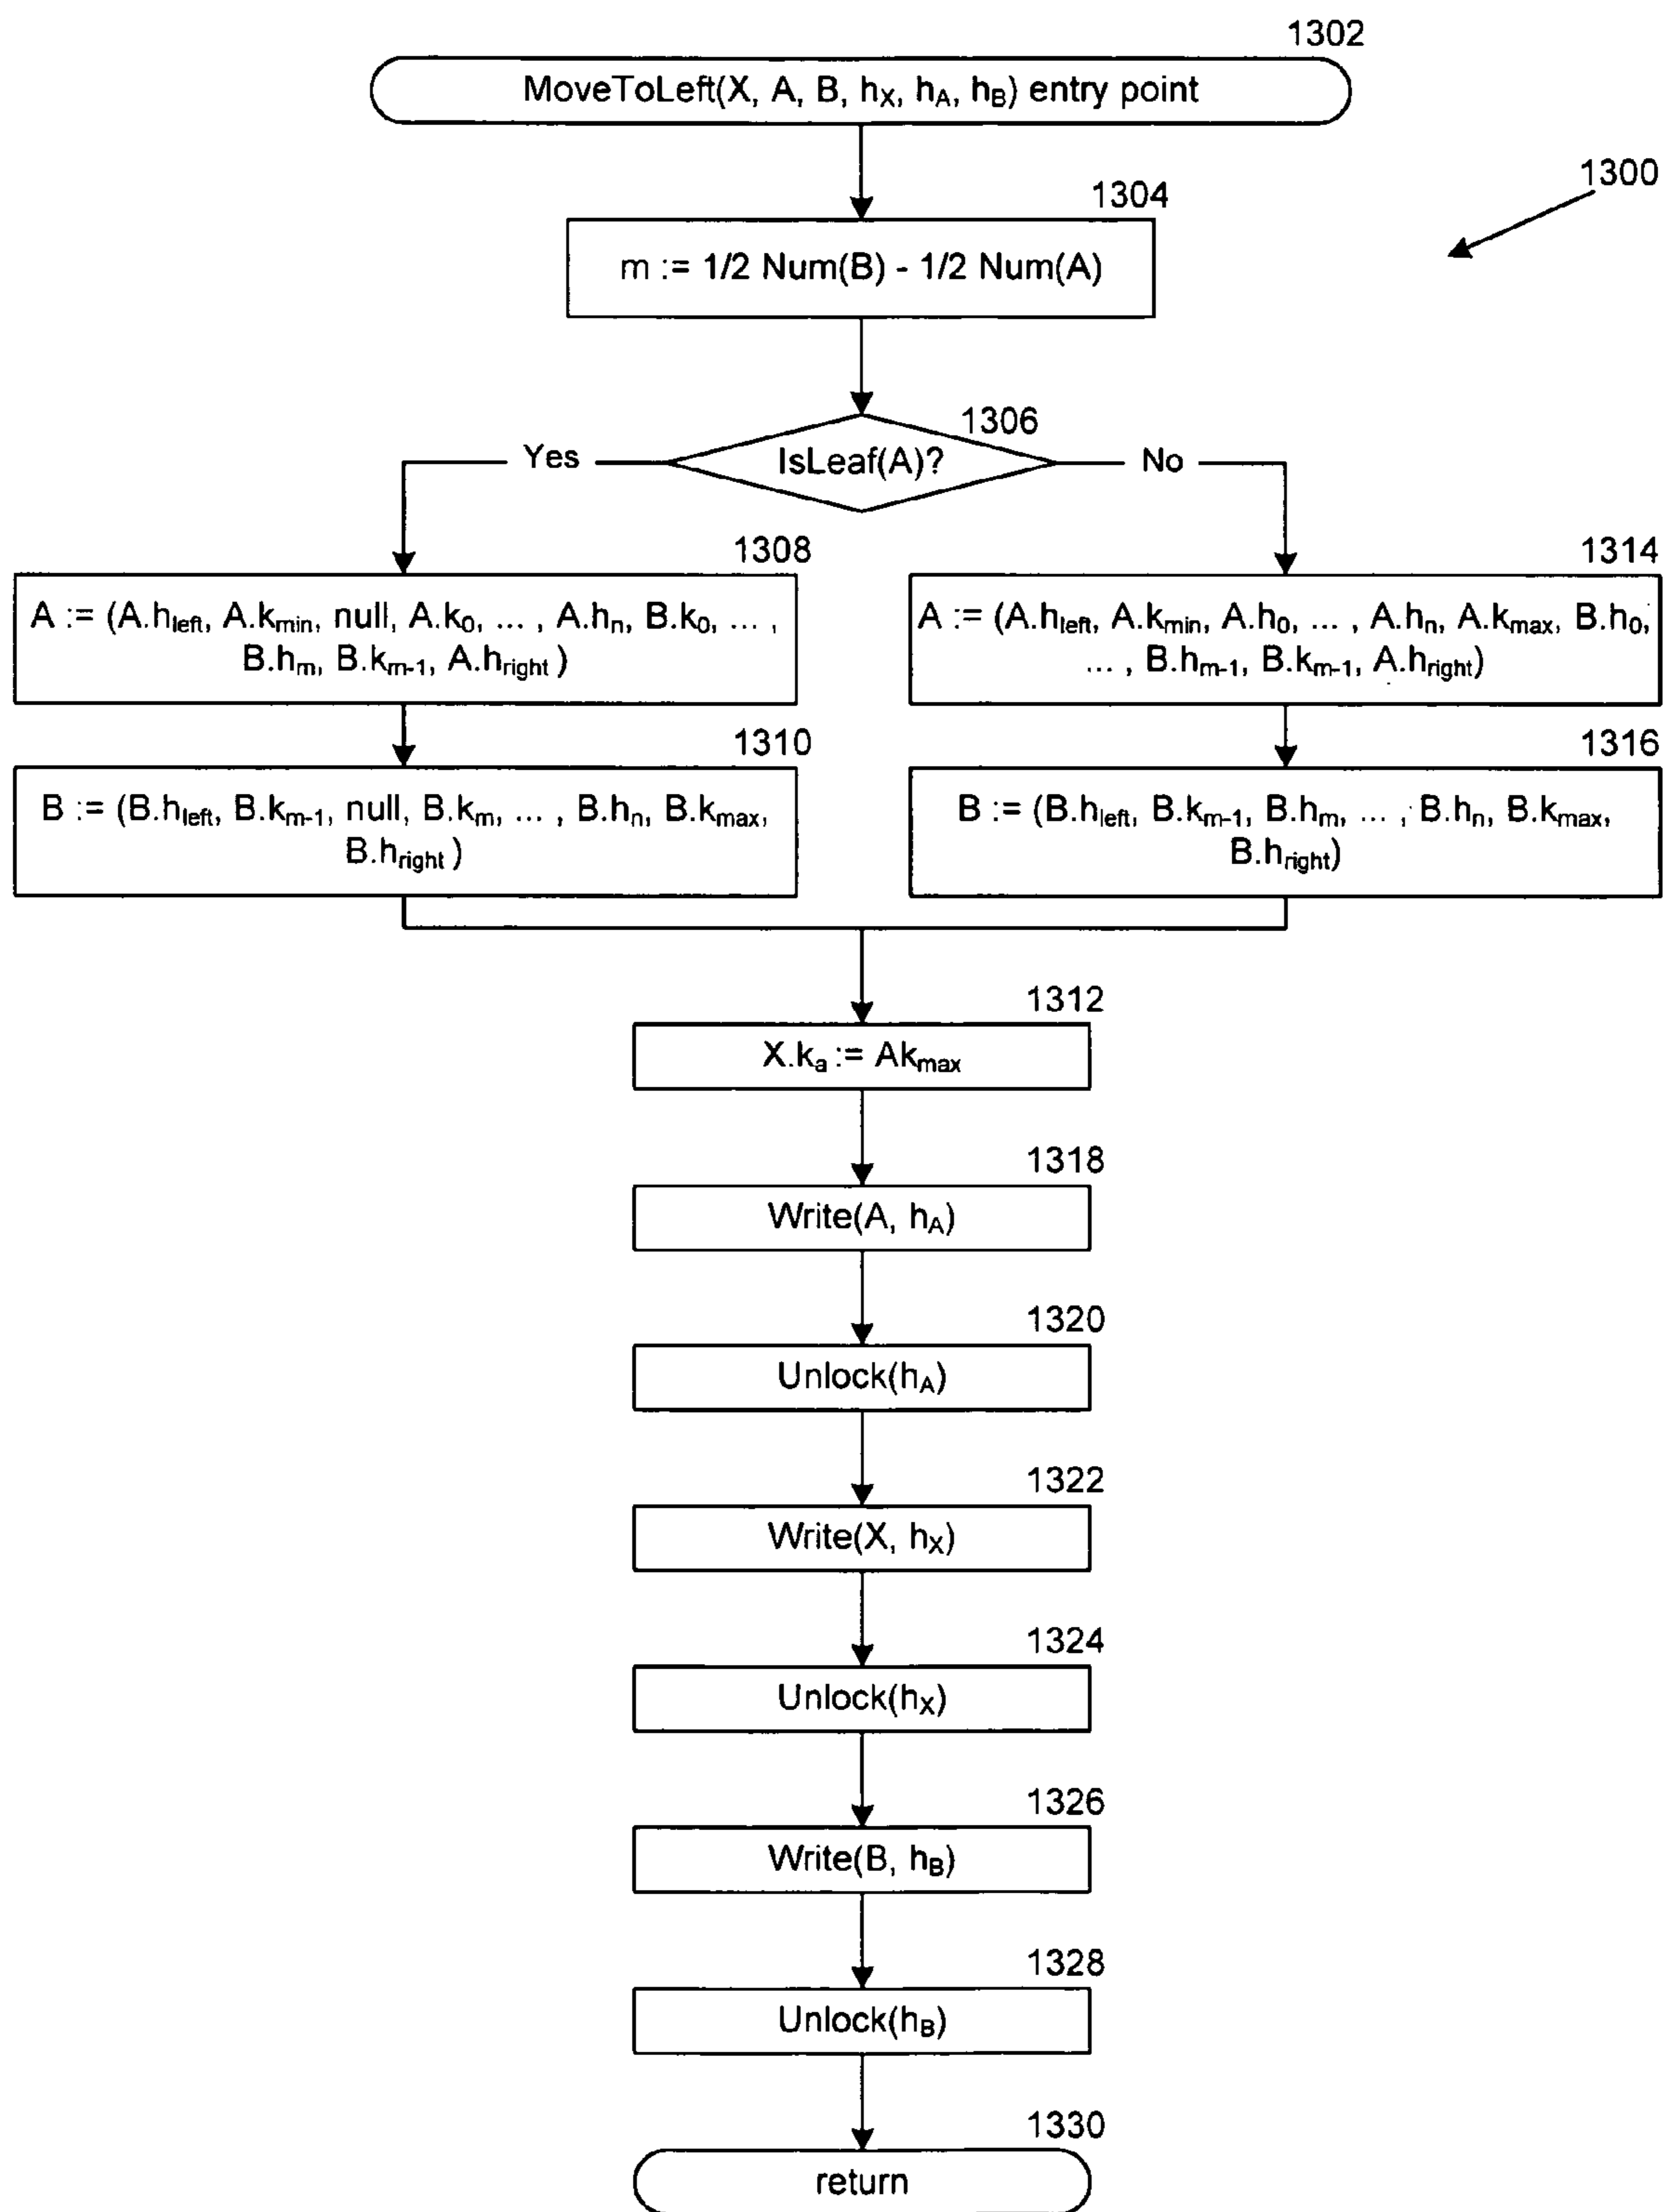 1302
MoveToLeft(X, A, B, hX, hA, hB) entry point
1300
1304
m := 1/2 Num(B) - 1/2 Num(A)
1306
Yes
IsLeaf(A)?
No
1308
A := (A.hleft, A.kmin, null, A.k0, ... , A.hn, B.k0, ... ,
B.hm, B.km-1, A.hright )
1314
A := (A.hleft, A.kmin, A.h0, ... , A.hn, A.kmax, B.h0,
... , B.hm-1, B.km-1, A.hright)
1310
B := (B.hleft, B.km-1, null, B.km, ... , B.hn, B.kmax,
B.hright )
1316
B := (B.hleft, B.km-1, B.hm, ... , B.hn, B.kmax,
B.hright)
1312
X.ka := Akmax
1318
Write(A, hA)
1320
Unlock(hA)
1322
Write(X, hX)
1324
Unlock(hX)
1326
Write(B, hB)
1328
Unlock(hB)
1330
return